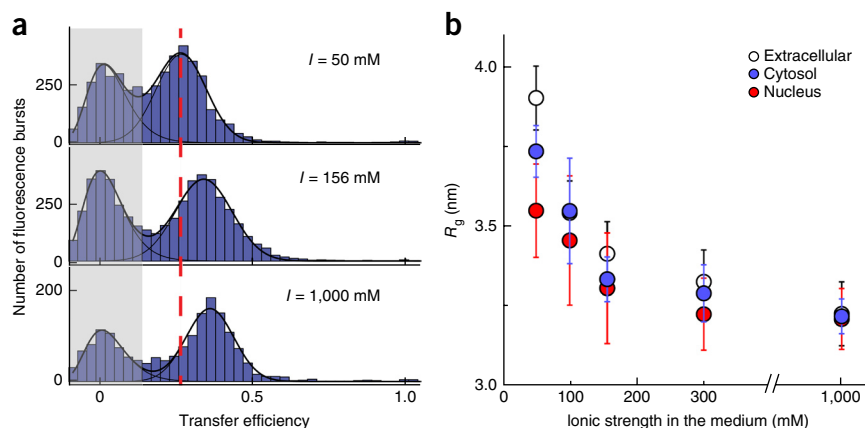 a
I = 50 mM
250
0
I = 156 mM
250
0
I = 1,000 mM
200
0
Number of fluorescence bursts
0
0.5
1.0
Transfer efficiency
b
Extracellular
Cytosol
Nucleus
4.0
3.5
3.0
Rg (nm)
0
100
200
300
1,000
Ionic strength in the medium (mM)